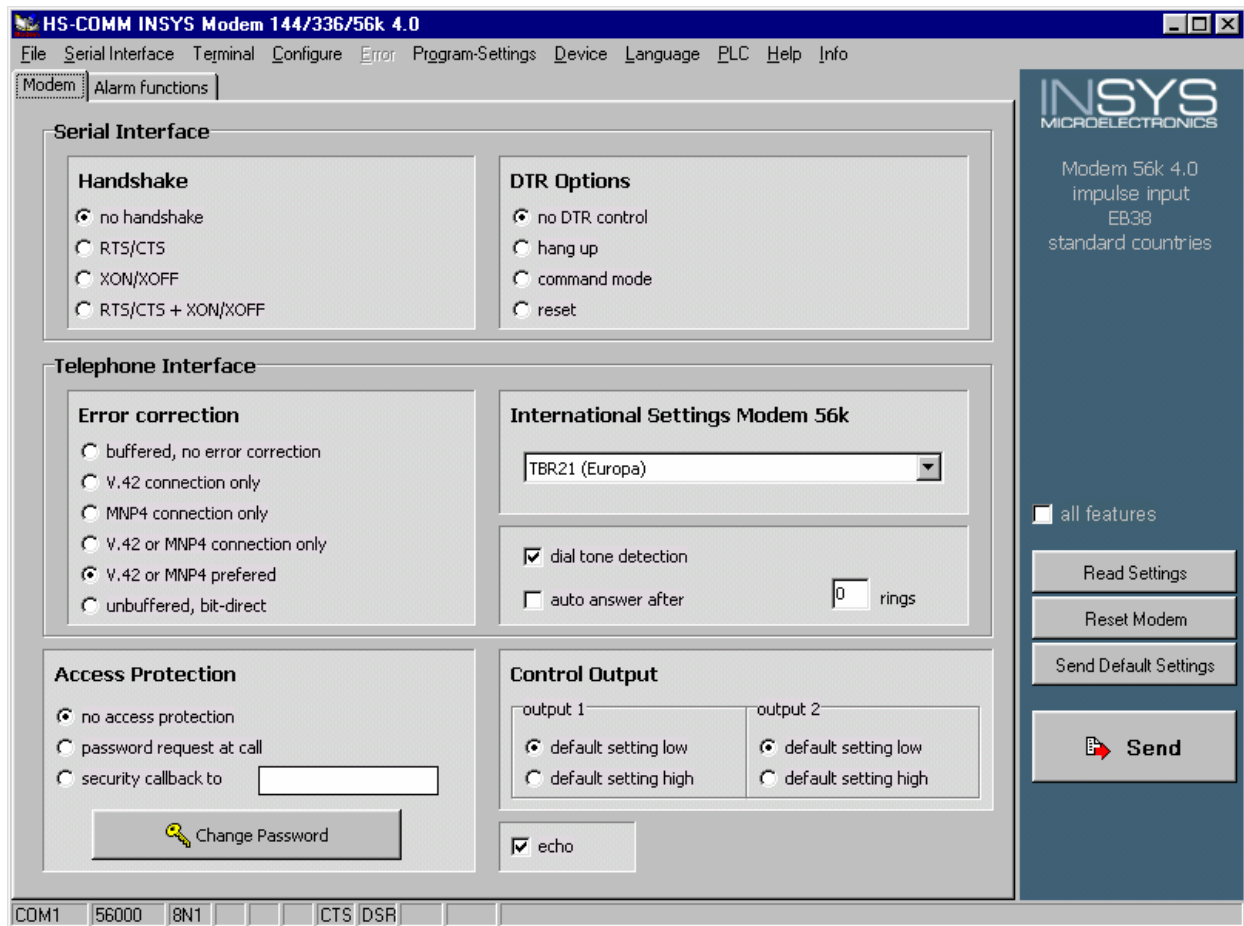 HS-COMM INSYS Modem 144/336/56k 4.0
File Serial Interface Terminal Configure Error Program-Settings Device Language PLC Help Info
Modem Alarm functions
Serial Interface
Handshake
no handshake
RTS/CTS
XON/XOFF
RTS/CTS + XON/XOFF
DTR Options
no DTR control
hang up
command mode
reset
Telephone Interface
Error correction
buffered, no error correction
V.42 connection only
MNP4 connection only
V.42 or MNP4 connection only
V.42 or MNP4 prefered
unbuffered, bit-direct
International Settings Modem 56k
TBR21 (Europa)
dial tone detection
auto answer after 0 rings
Access Protection
no access protection
password request at call
security callback to
Change Password
Control Output
output 1
default setting low
default setting high
output 2
default setting low
default setting high
echo
INSYS
MICROELECTRONICS
Modem 56k 4.0
impulse input
EB38
standard countries
all features
Read Settings
Reset Modem
Send Default Settings
Send
COM1 56000 8N1 CTS DSR